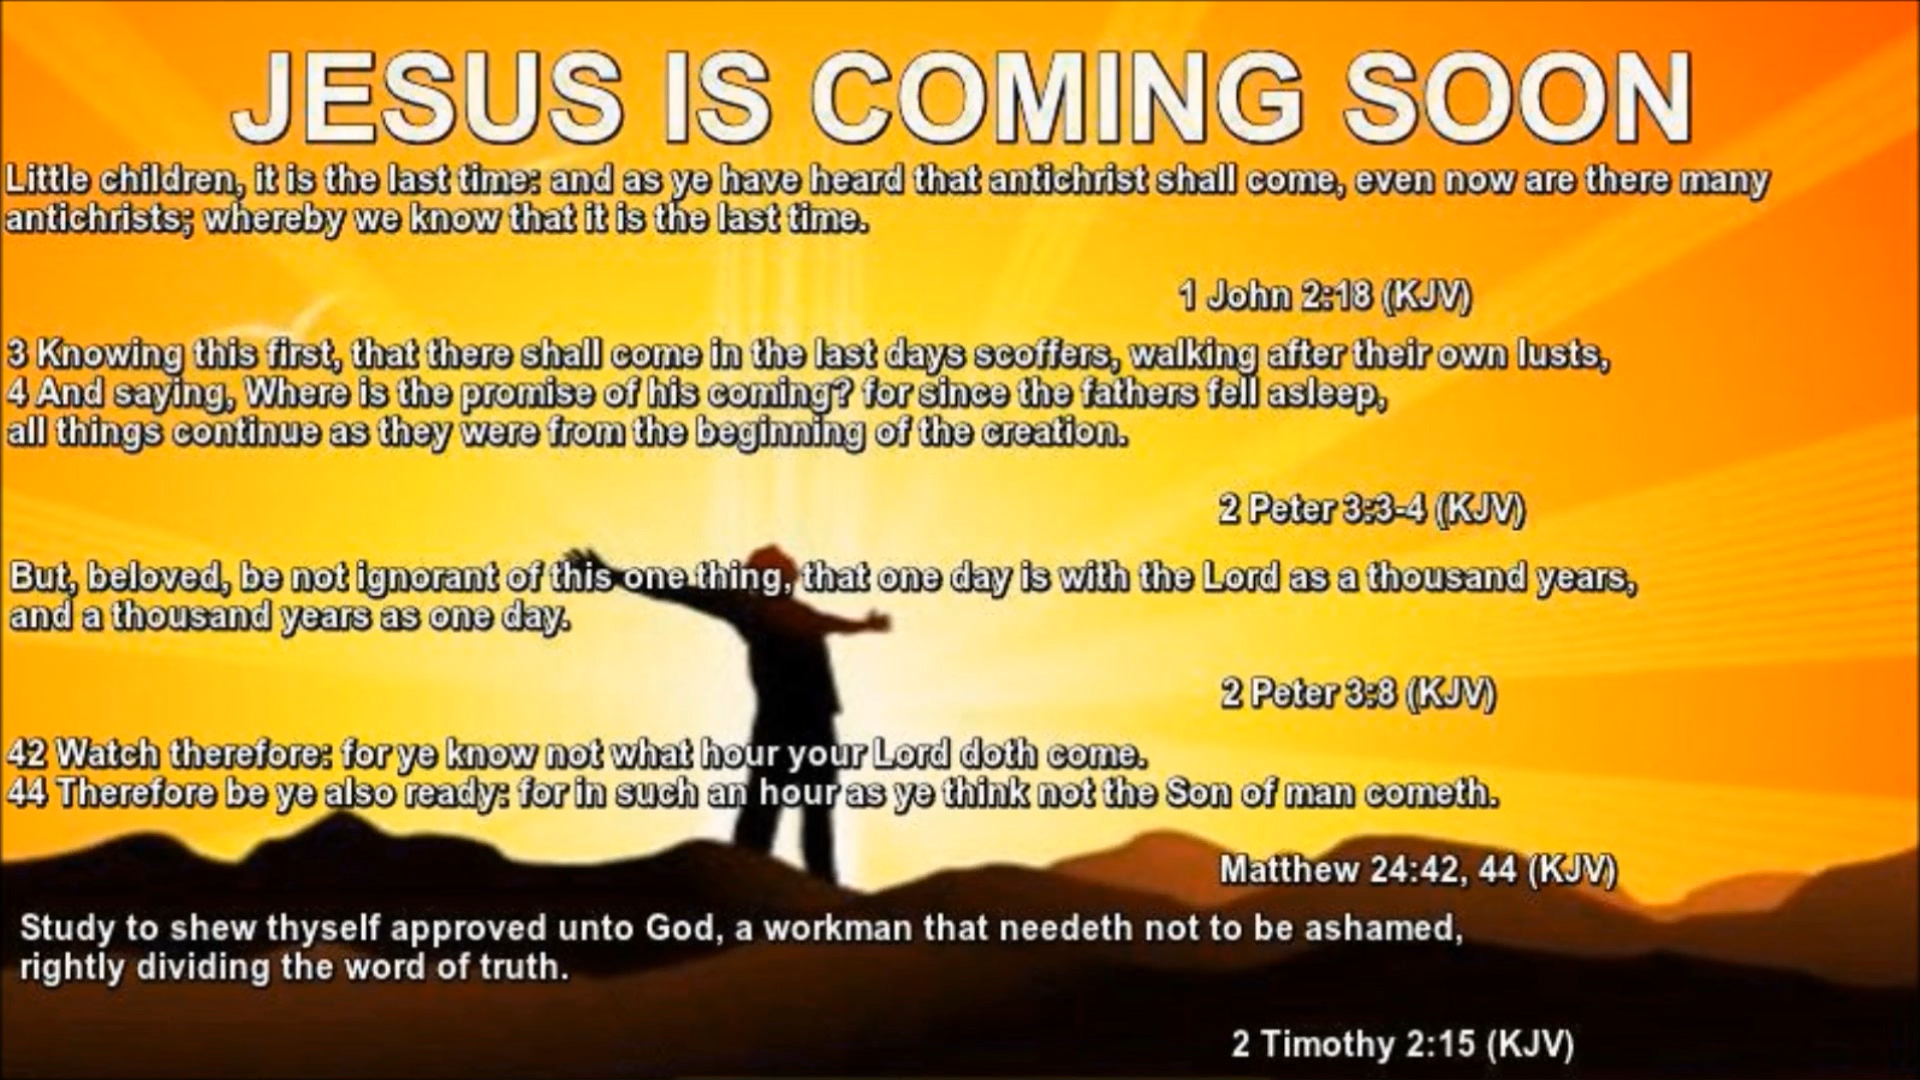 JESUS IS COMING SOON
Little children, it is the last time: and as ye have heard that antichrist shall come, even now are there many
antichrists; whereby we know that it is the last time.
1 John 2:18 (KJV)
3 Knowing this first, that there shall come in the last days scoffers, walking after their own lusts,
4 And saying, Where is the promise of his coming? for since the fathers fell asleep,
all things continue as they were from the beginning of the creation.
2 Peter 3:3-4 (KJV)
But, beloved, be not ignorant of this one thing, that one day is with the Lord as a thousand years,
and a thousand years as one day.
2 Peter 3:8 (KJV)
42 Watch therefore: for ye know not what hour your Lord doth come.
44 Therefore be ye also ready: for in such an hour as ye think not the Son of man cometh.
Matthew 24:42, 44 (KJV)
Study to shew thyself approved unto God, a workman that needeth not to be ashamed,
rightly dividing the word of truth.
2 Timothy 2:15 (KJV)